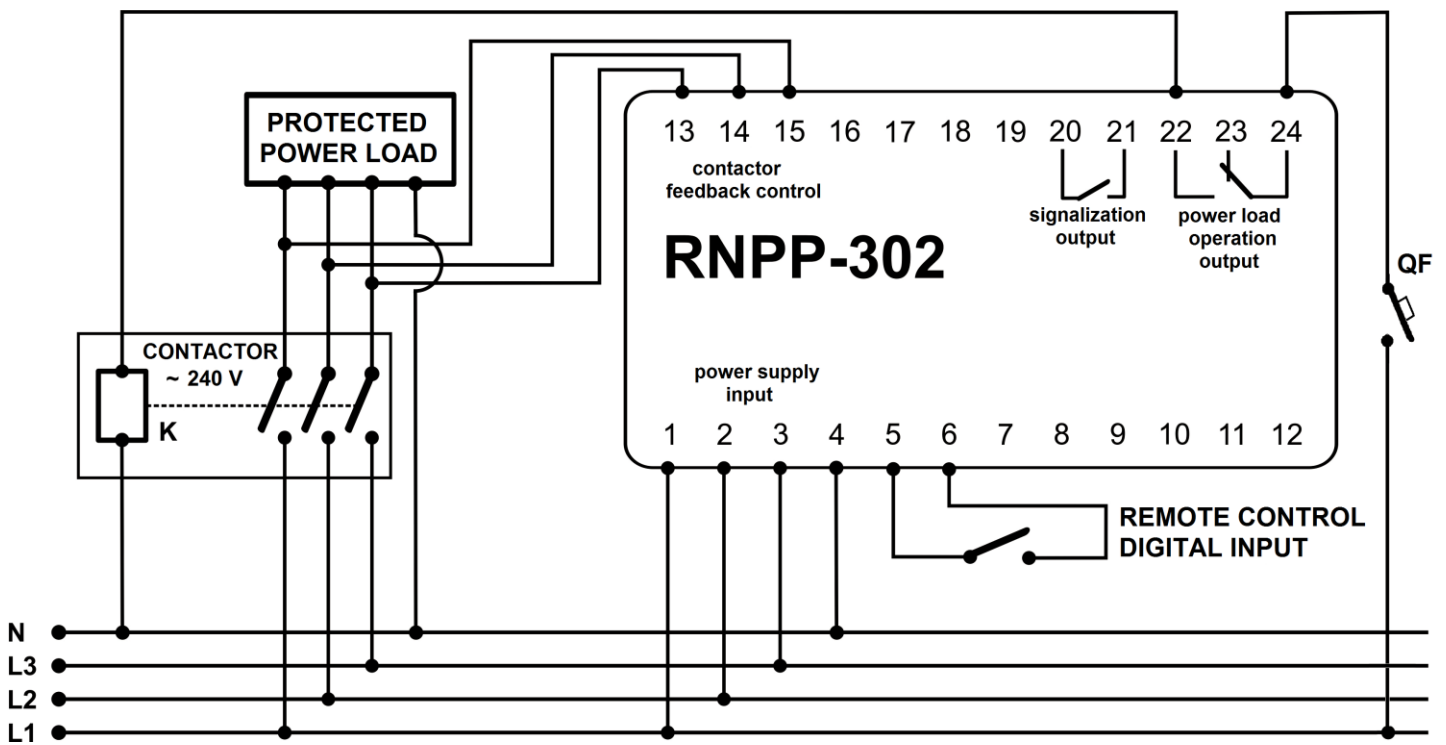 PROTECTED
POWER LOAD
13 14 15 16 17 18 19 20 21 22 23 24
contactor
feedback control
signalization
output
power load
operation
output
RNPP-302
QF
CONTACTOR
~ 240 V
K
power supply
input
1 2 3 4 5 6 7 8 9 10 11 12
REMOTE CONTROL
DIGITAL INPUT
N
L3
L2
L1